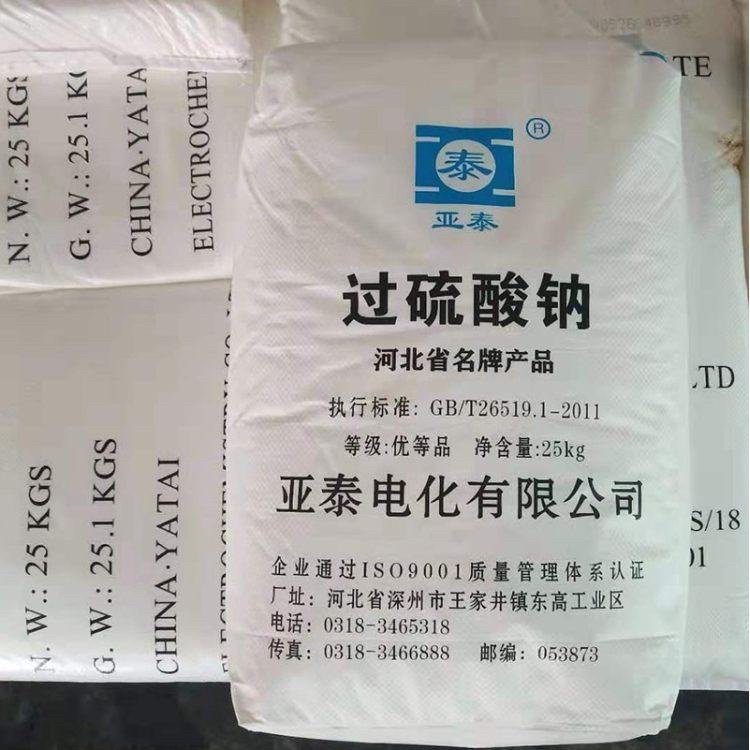 泰
®
亚泰
过硫酸钠
河北省名牌产品
执行标准: GB/T26519.1-2011
等级:优等品 净含量:25kg
亚泰电化有限公司
企业通过ISO9001质量管理体系认证
厂址: 河北省深州市王家井镇东高工业区
电话: 0318-3465318
传真: 0318-3466888 邮编: 053873
N. W.: 25 KGS
G. W.: 25.1 KG
CHINA·YATAI
ELECTROCHE
N. W.: 25 KGS
G. W.: 25.1 KGS
CHINA·YATAI
TE
LTD
S/18
01